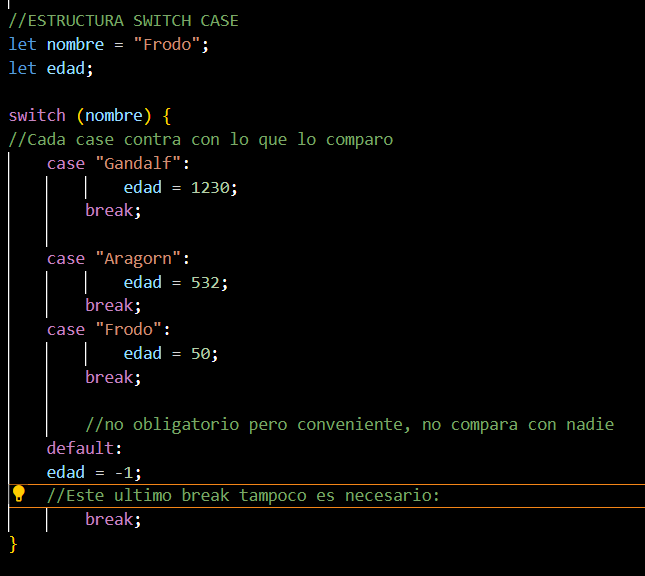 //ESTRUCTURA SWITCH CASE
let nombre = "Frodo";
let edad;
switch (nombre) {
//Cada case contra con lo que lo comparo
case "Gandalf":
edad = 1230;
break;
case "Aragorn":
edad = 532;
break;
case "Frodo":
edad = 50;
break;
//no obligatorio pero conveniente, no compara con nadie
default:
edad = -1;
//Este ultimo break tampoco es necesario:
break;
}